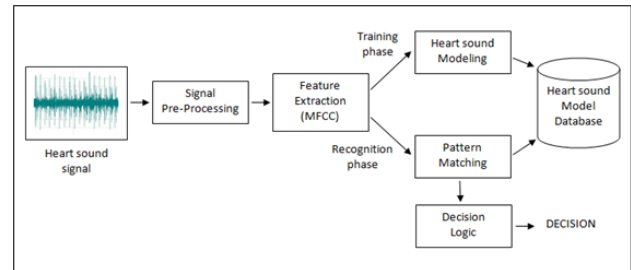 Heart sound
signal
Signal
Pre-Processing
Feature
Extraction
(MFCC)
Training
phase
Recognition
phase
Heart sound
Modeling
Pattern
Matching
Heart sound
Model
Database
Decision
Logic
DECISION